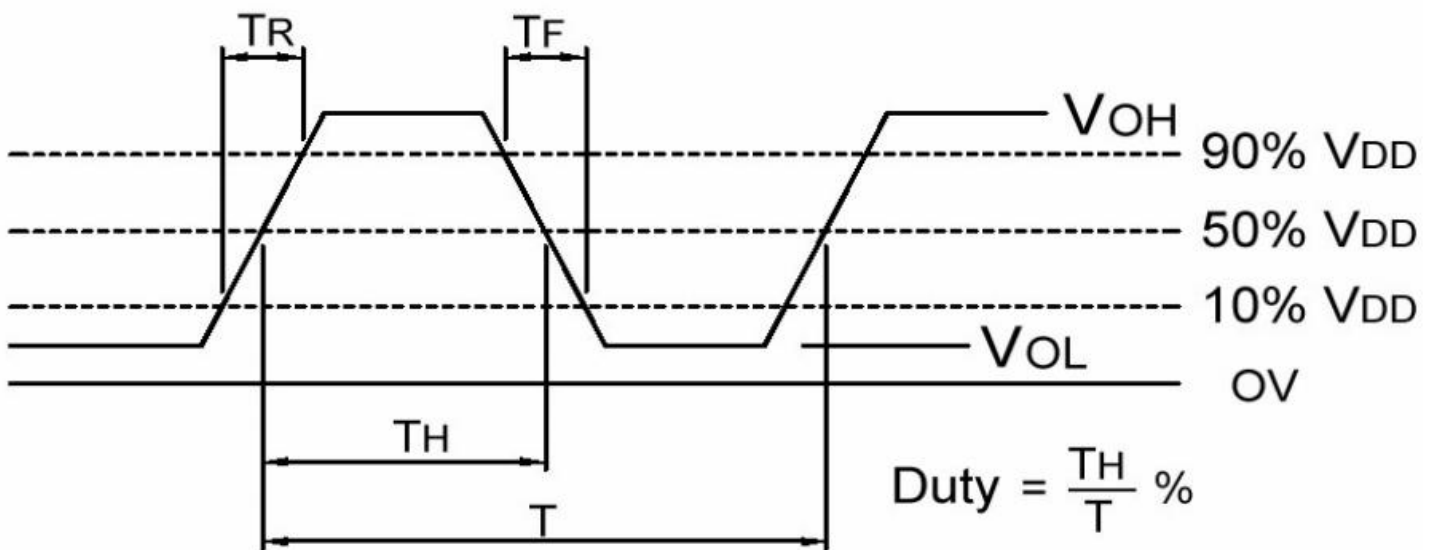 TR
TF
VOH
90% VDD
50% VDD
10% VDD
VOL
OV
TH
Duty = TH/T %
T